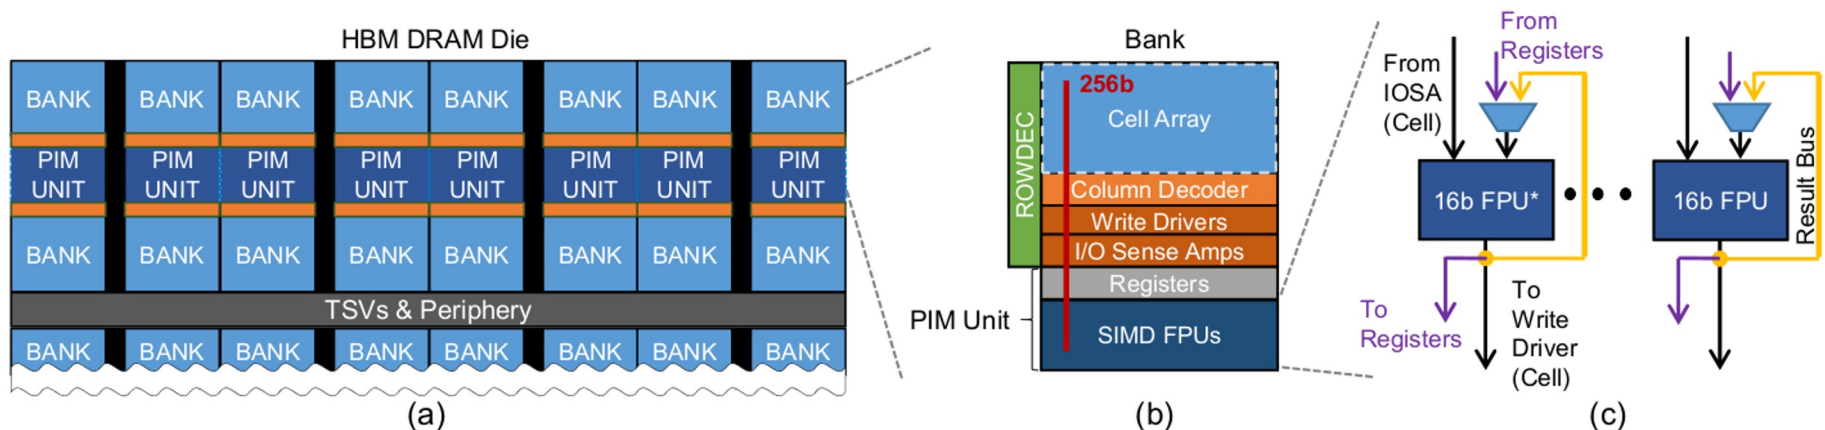 HBM DRAM Die
BANK BANK BANK BANK BANK BANK BANK BANK
PIM UNIT PIM UNIT PIM UNIT PIM UNIT PIM UNIT PIM UNIT PIM UNIT PIM UNIT
BANK BANK BANK BANK BANK BANK BANK BANK
TSVs & Periphery
BANK BANK BANK BANK BANK BANK BANK BANK
(a)
Bank
ROWDEC
256b
Cell Array
Column Decoder
Write Drivers
I/O Sense Amps
Registers
PIM Unit
SIMD FPUs
(b)
From
Registers
From
IOSA
(Cell)
16b FPU*
16b FPU
Result Bus
To
Registers
To
Write
Driver
(Cell)
(c)